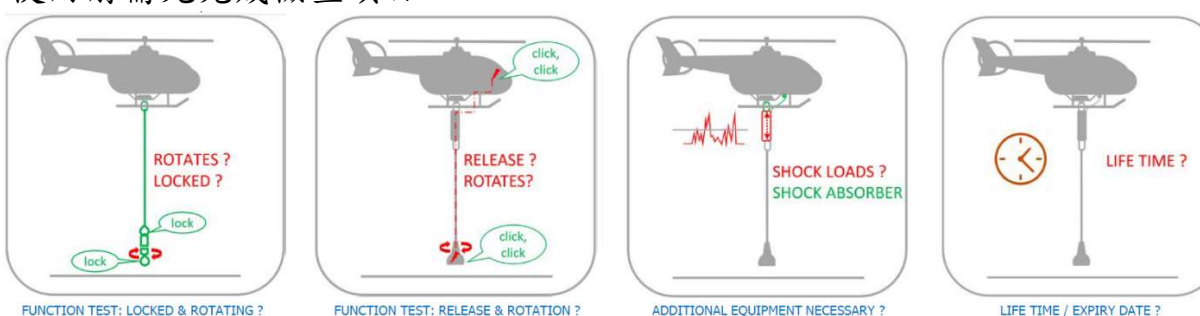 ROTATES ?
LOCKED ?
lock
lock
FUNCTION TEST: LOCKED & ROTATING ?
click,
click
RELEASE ?
ROTATES?
click,
click
FUNCTION TEST: RELEASE & ROTATION ?
SHOCK LOADS ?
SHOCK ABSORBER
ADDITIONAL EQUIPMENT NECESSARY ?
LIFE TIME ?
LIFE TIME / EXPIRY DATE ?